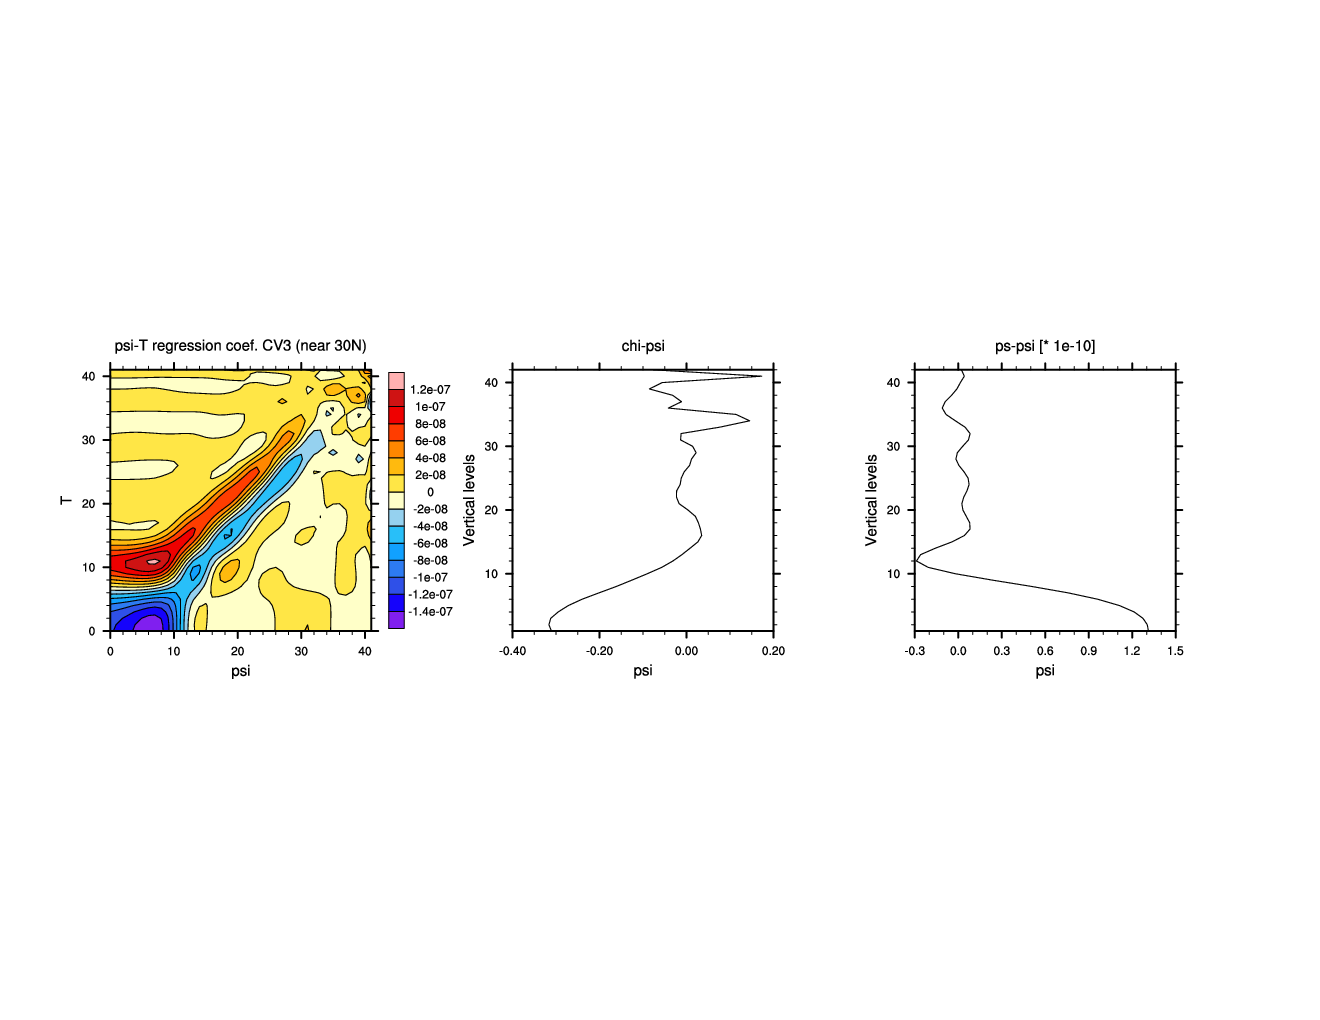 psi-T regression coef. CV3 (near 30N)
T
40
30
20
10
0
0 10 20 30 40
psi
1.2e-07
1e-07
8e-08
6e-08
4e-08
2e-08
0
-2e-08
-4e-08
-6e-08
-8e-08
-1e-07
-1.2e-07
-1.4e-07
chi-psi
Vertical levels
40
30
20
10
-0.40 -0.20 0.00 0.20
psi
ps-psi [* 1e-10]
Vertical levels
40
30
20
10
-0.3 0.0 0.3 0.6 0.9 1.2 1.5
psi